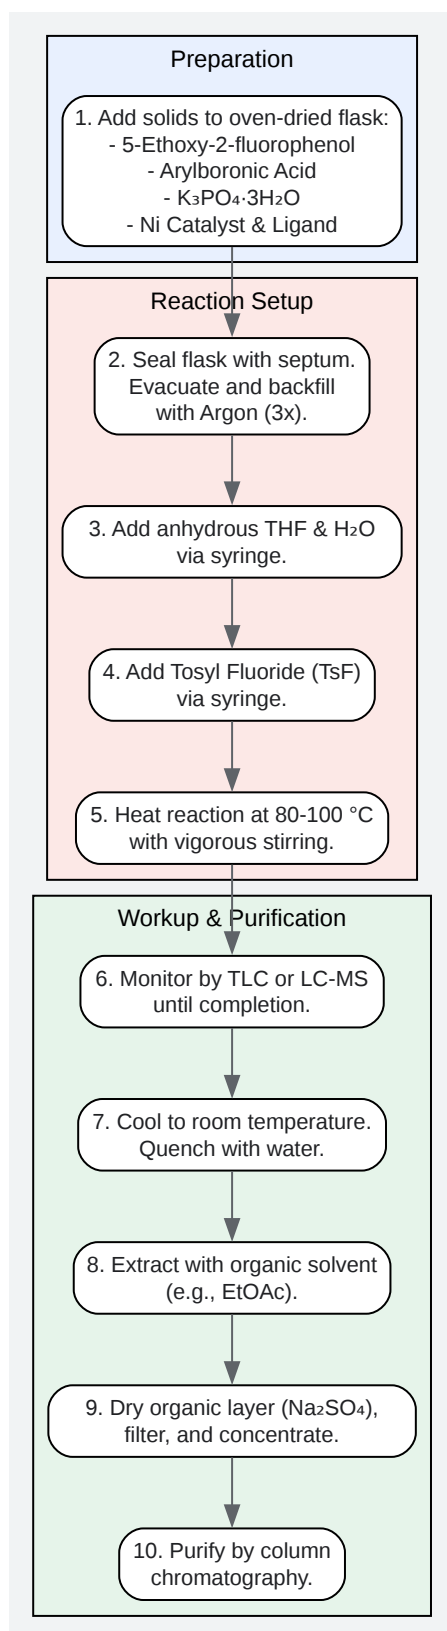 Preparation
1. Add solids to oven-dried flask:
- 5-Ethoxy-2-fluorophenol
- Arylboronic Acid
- K₃PO₄·3H₂O
- Ni Catalyst & Ligand
Reaction Setup
2. Seal flask with septum.
Evacuate and backfill
with Argon (3x).
3. Add anhydrous THF & H₂O
via syringe.
4. Add Tosyl Fluoride (TsF)
via syringe.
5. Heat reaction at 80-100 °C
with vigorous stirring.
Workup & Purification
6. Monitor by TLC or LC-MS
until completion.
7. Cool to room temperature.
Quench with water.
8. Extract with organic solvent
(e.g., EtOAc).
9. Dry organic layer (Na₂SO₄),
filter, and concentrate.
10. Purify by column
chromatography.